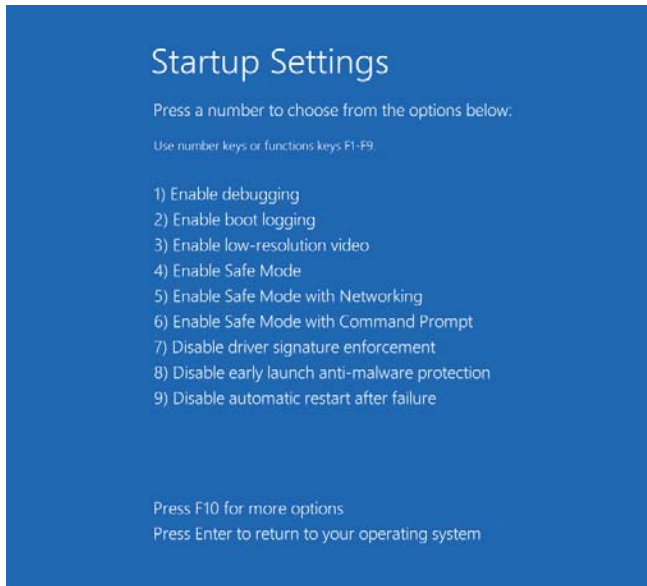 Startup Settings
Press a number to choose from the options below:
Use number keys or functions keys F1-F9.
1) Enable debugging
2) Enable boot logging
3) Enable low-resolution video
4) Enable Safe Mode
5) Enable Safe Mode with Networking
6) Enable Safe Mode with Command Prompt
7) Disable driver signature enforcement
8) Disable early launch anti-malware protection
9) Disable automatic restart after failure
Press F10 for more options
Press Enter to return to your operating system